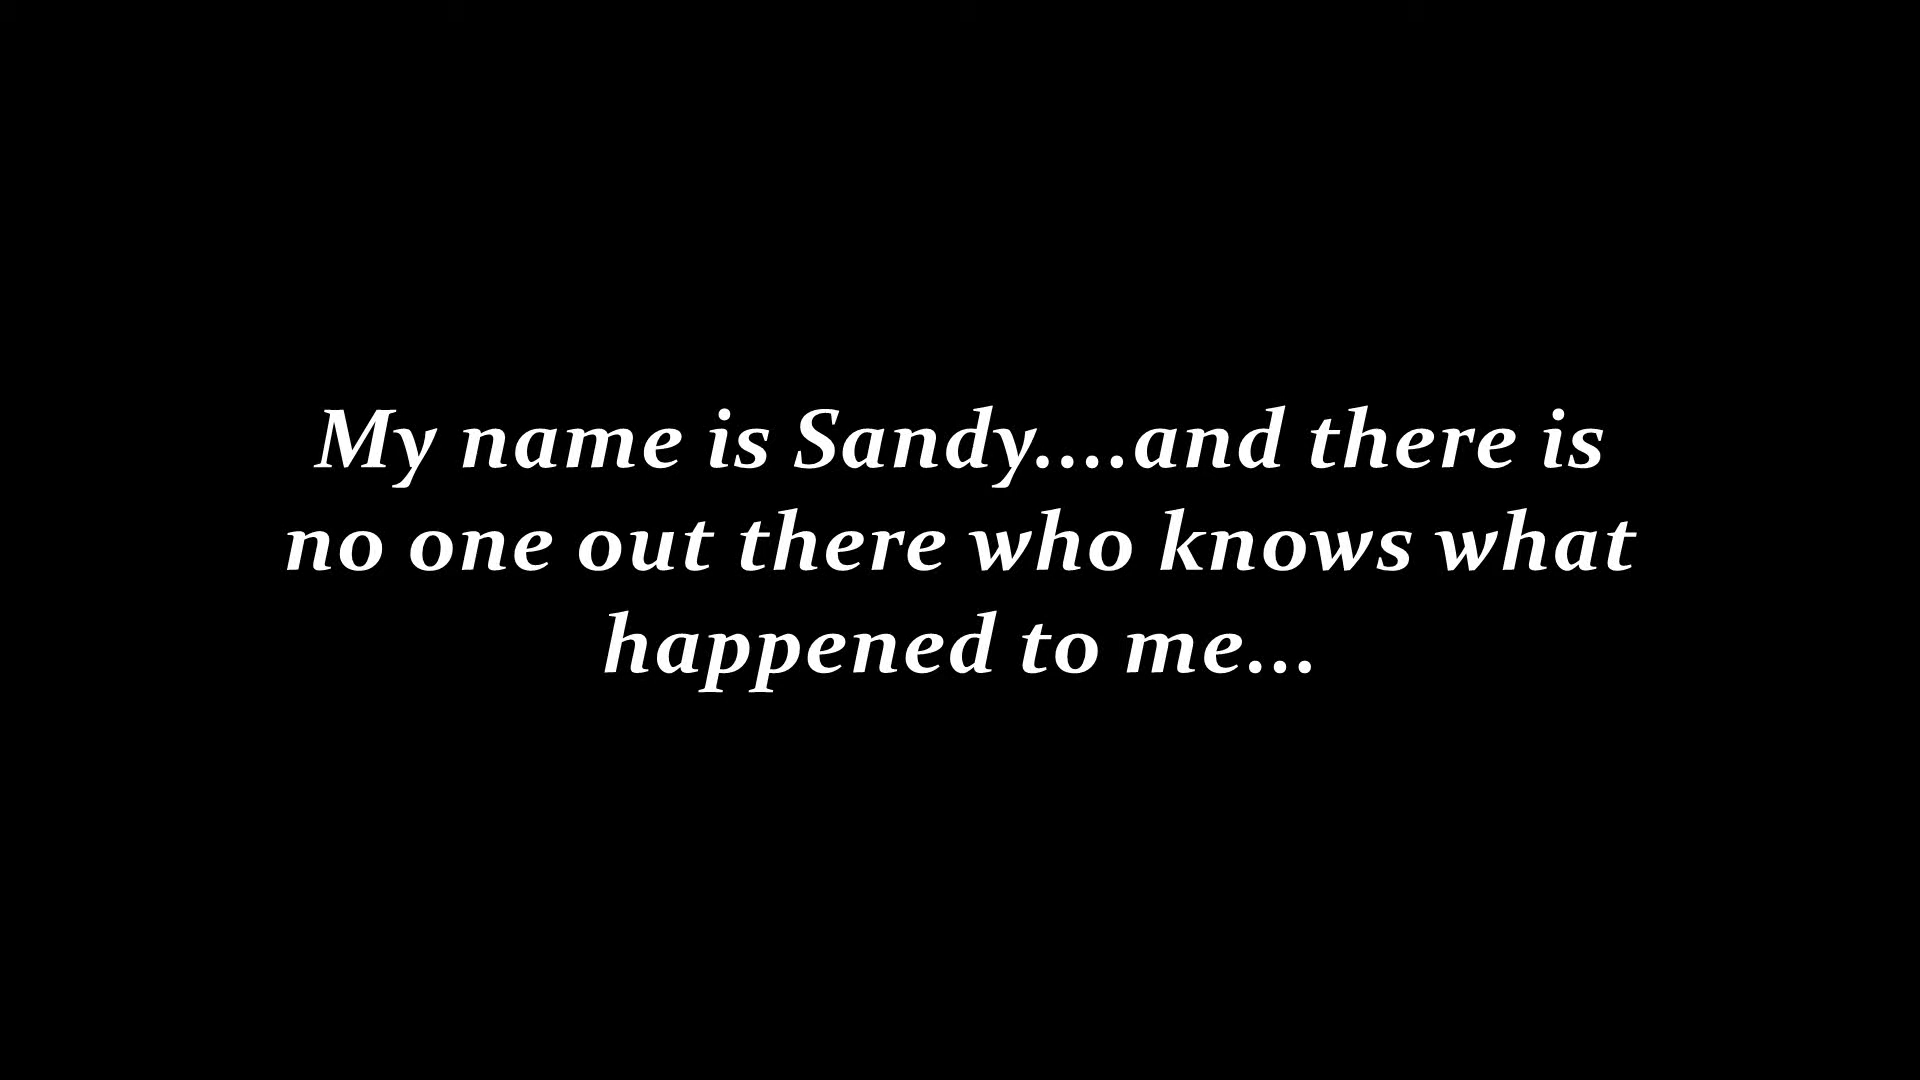 My name is Sandy....and there is
no one out there who knows what
happened to me...